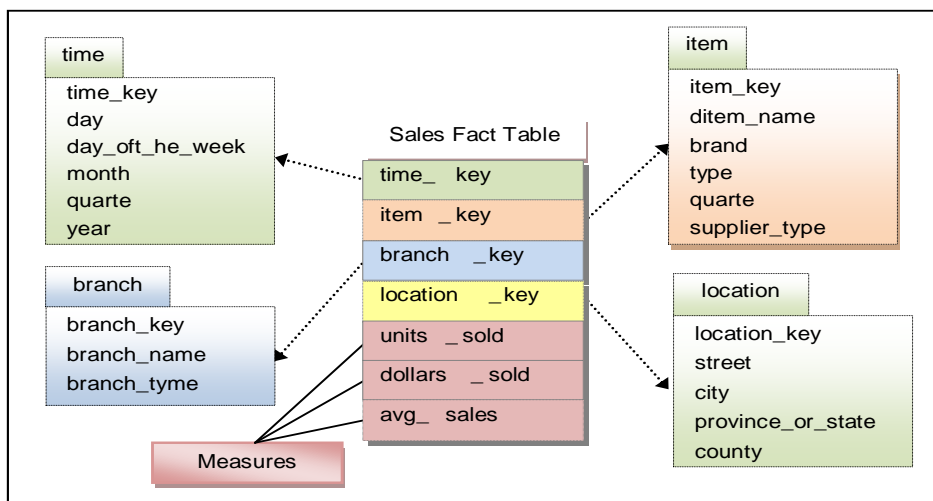 time
time_key
day
day_oft_he_week
month
quarte
year
branch
branch_key
branch_name
branch_tyme
Sales Fact Table
time_ key
item _key
branch _key
location _key
units _sold
dollars _sold
avg_ sales
Measures
item
item_key
ditem_name
brand
type
quarte
supplier_type
location
location_key
street
city
province_or_state
county